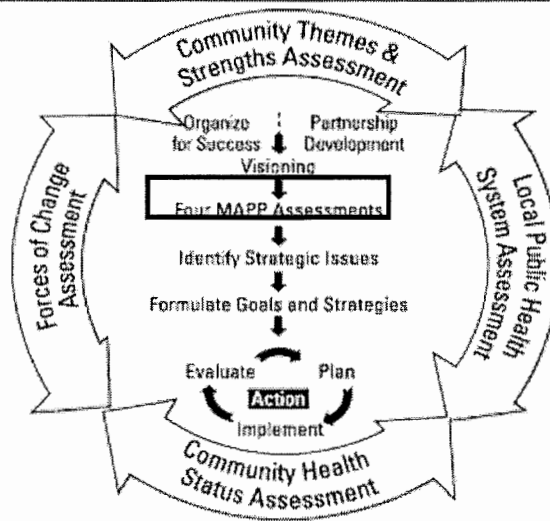 Community Themes &
Strengths Assessment
Organize
for Success
Partnership
Development
Visioning
Four MAPP Assessments
Identify Strategic Issues
Formulate Goals and Strategies
Evaluate
Plan
Action
Implement
Forces of Change
Assessment
Local Public Health
System Assessment
Community Health
Status Assessment